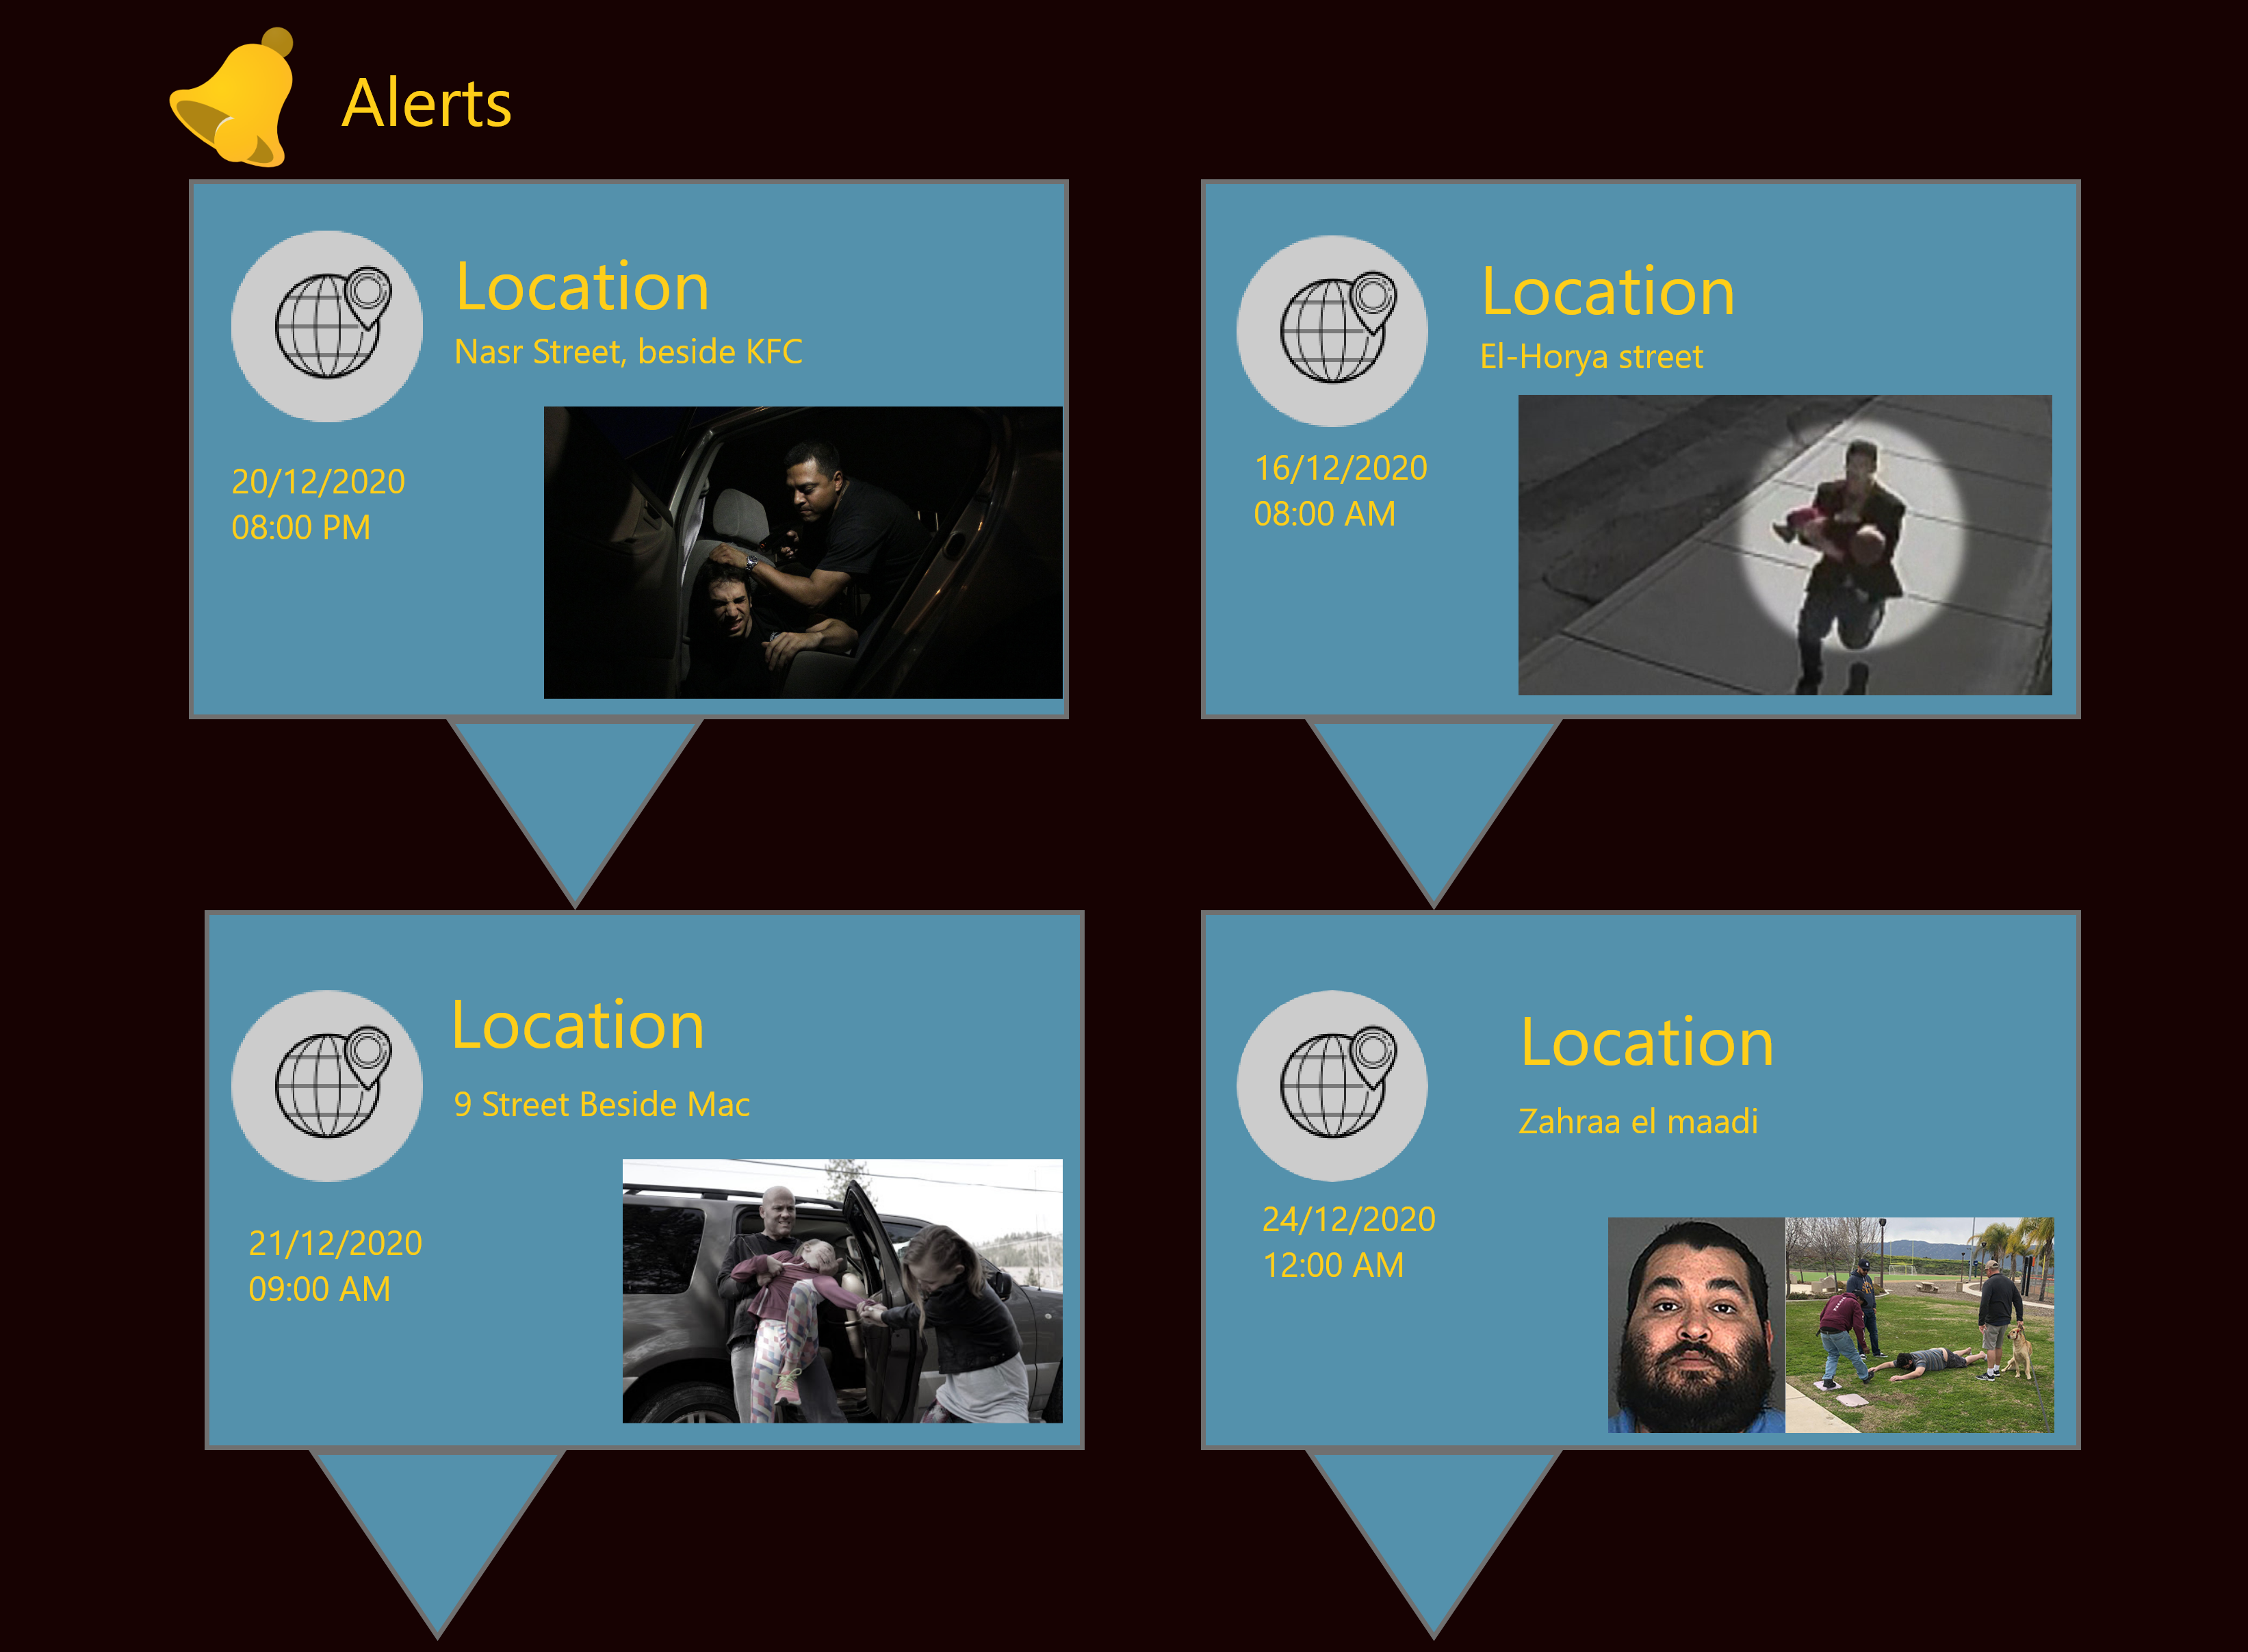 Alerts
Location
Nasr Street, beside KFC
20/12/2020
08:00 PM
Location
El-Horya street
16/12/2020
08:00 AM
Location
9 Street Beside Mac
21/12/2020
09:00 AM
Location
Zahraa el maadi
24/12/2020
12:00 AM